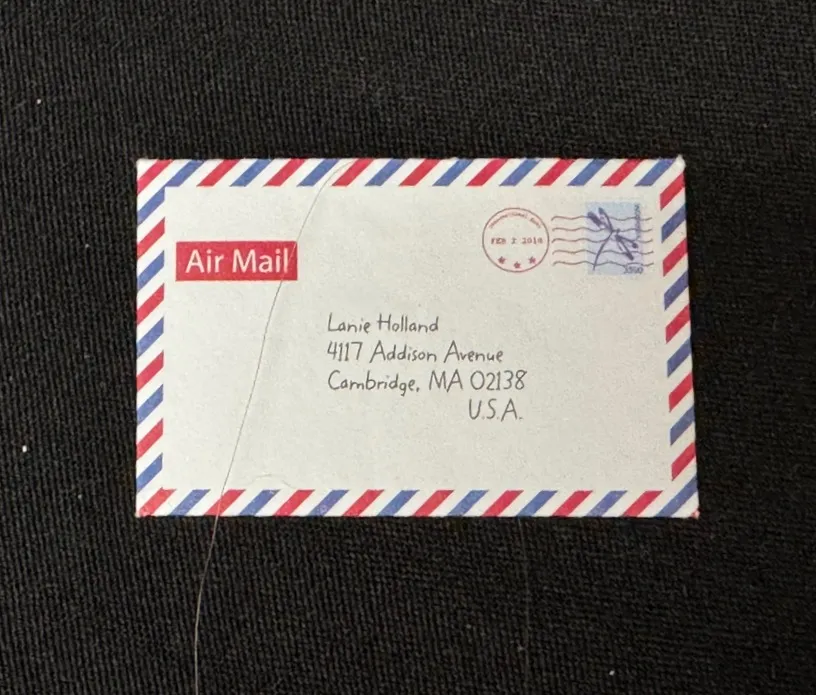 FEB 2 2016
Air Mail
Lanie Holland
4117 Addison Avenue
Cambridge, MA 02138
U.S.A.